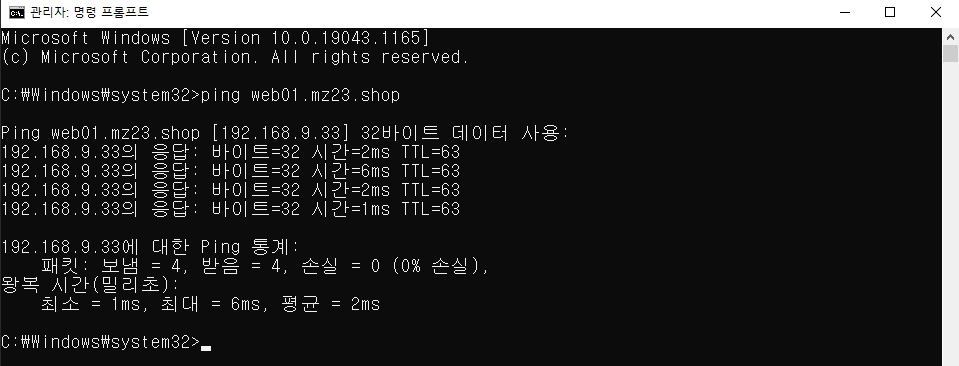 관리자: 명령 프롬프트
Microsoft Windows [Version 10.0.19043.1165]
(c) Microsoft Corporation. All rights reserved.
C:₩Windows₩system32>ping web01.mz23.shop
Ping web01.mz23.shop [192.168.9.33] 32바이트 데이터 사용:
192.168.9.33의 응답: 바이트=32 시간=2ms TTL=63
192.168.9.33의 응답: 바이트=32 시간=6ms TTL=63
192.168.9.33의 응답: 바이트=32 시간=2ms TTL=63
192.168.9.33의 응답: 바이트=32 시간=1ms TTL=63
192.168.9.33에 대한 Ping 통계:
패킷: 보냄 = 4, 받음 = 4, 손실 = 0 (0% 손실),
왕복 시간(밀리초):
최소 = 1ms, 최대 = 6ms, 평균 = 2ms
C:₩Windows₩system32>